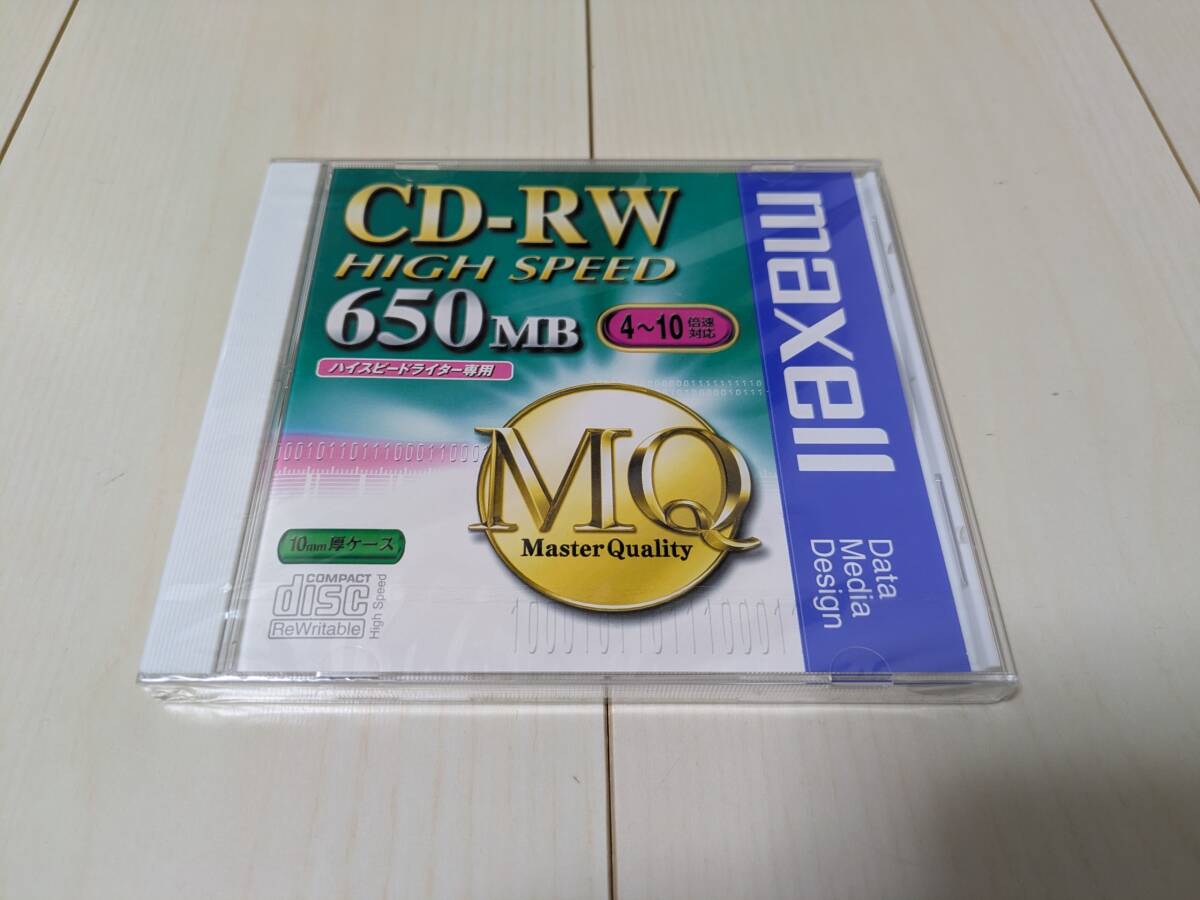 CD-RW
HIGH SPEED
650MB
4～10倍速対応
ハイスピードライター専用
MQ
Master Quality
10mm厚ケース
COMPACT
disc
ReWritable
High Speed
maxell
Data
Media
Design